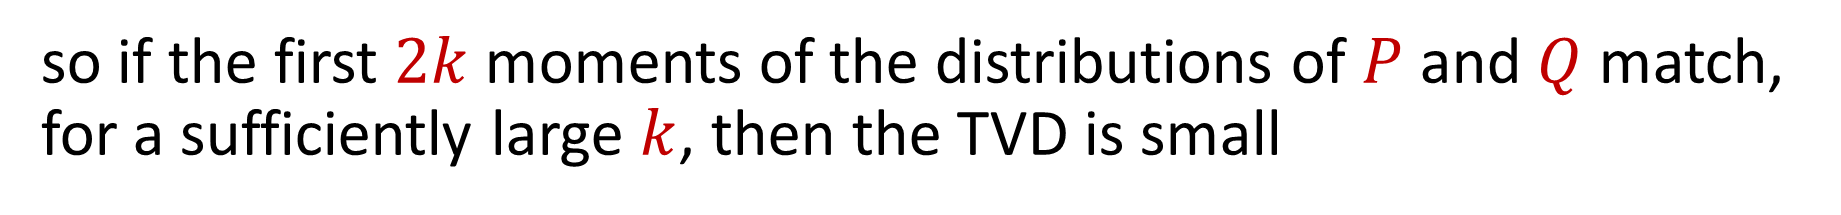 so if the first 2k moments of the distributions of P and Q match,
for a sufficiently large k, then the TVD is small